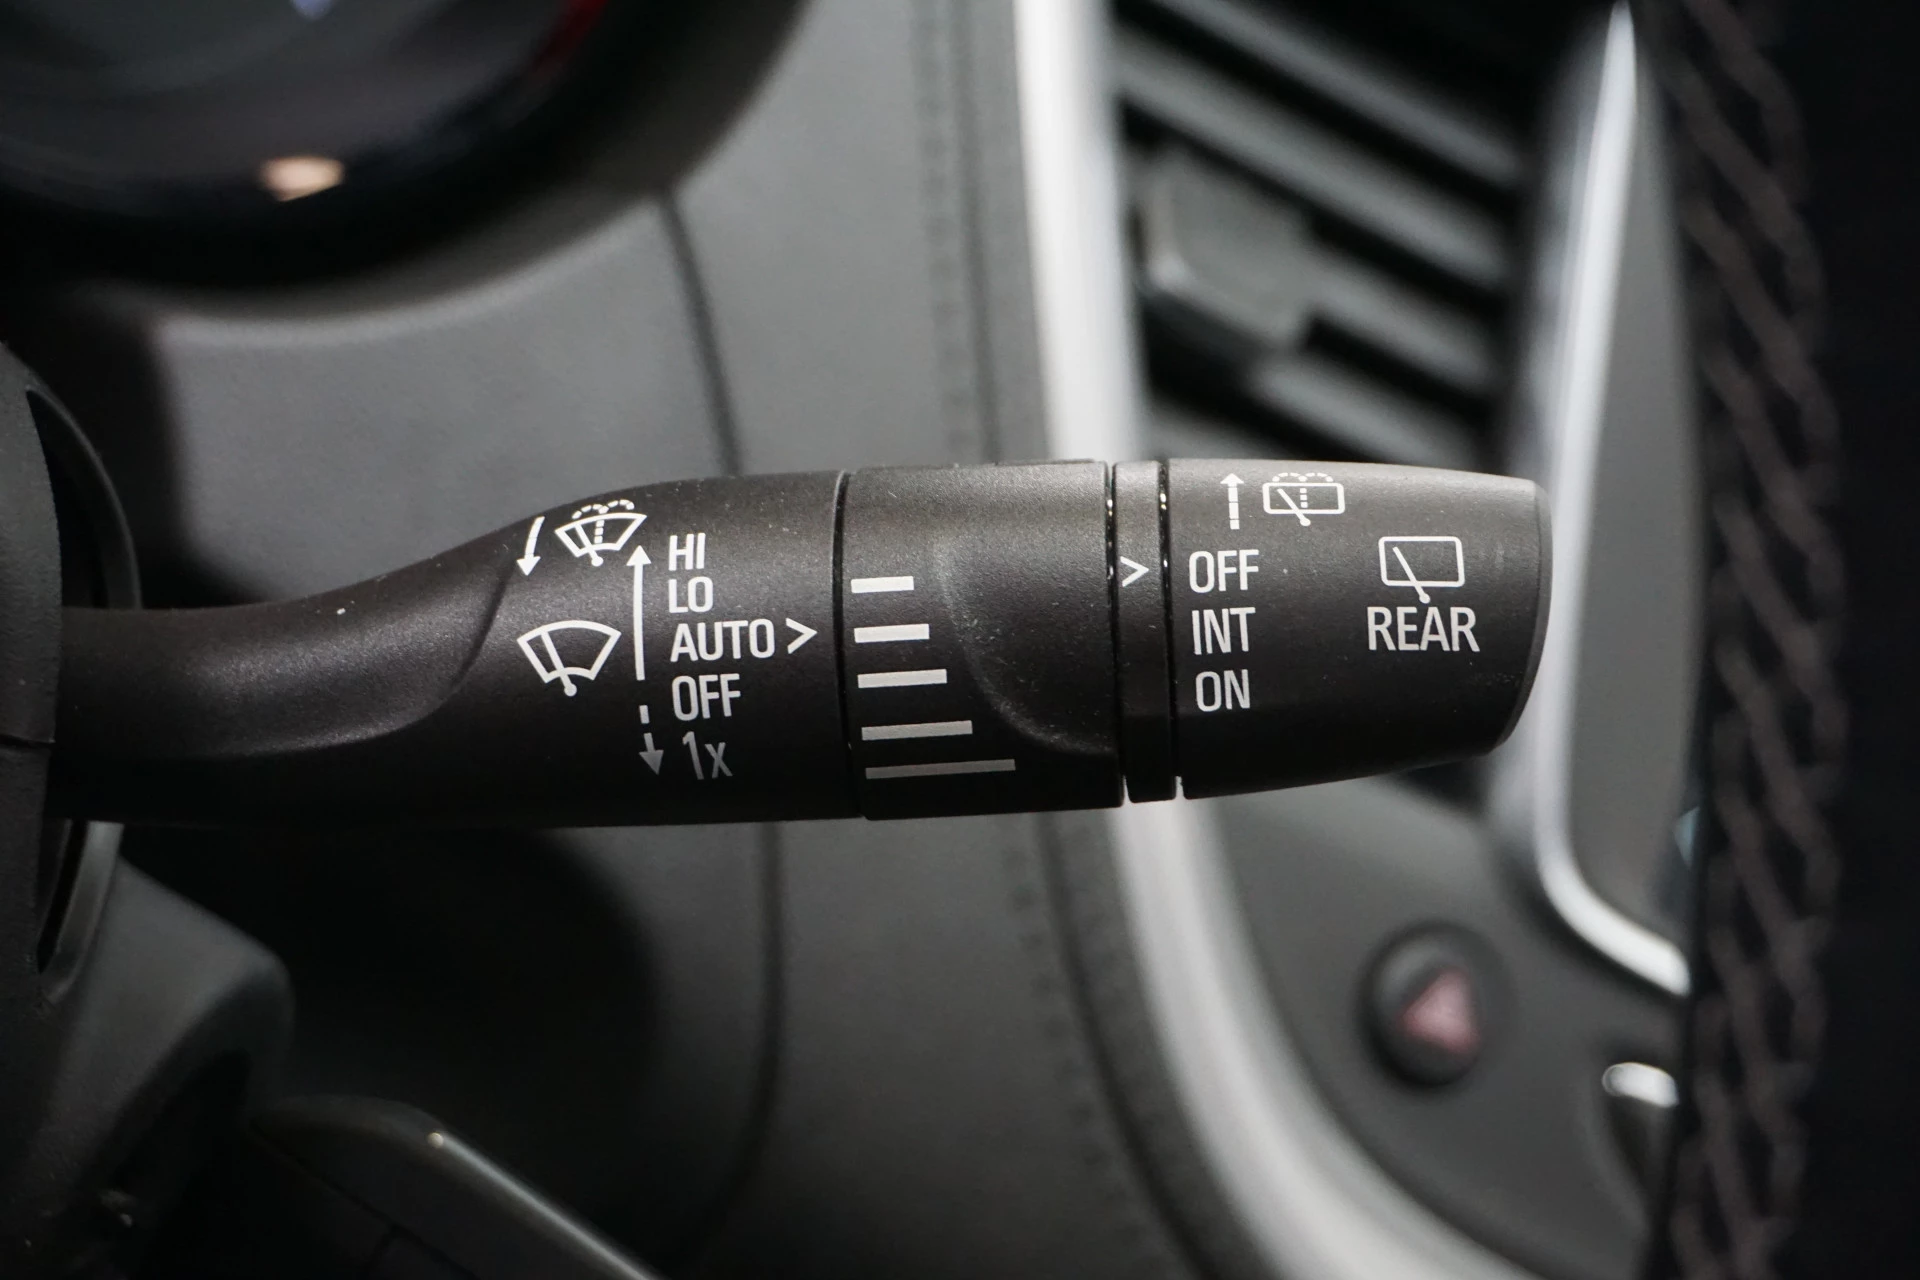 HI
LO
AUTO >
OFF
1x
> OFF
INT
ON
REAR